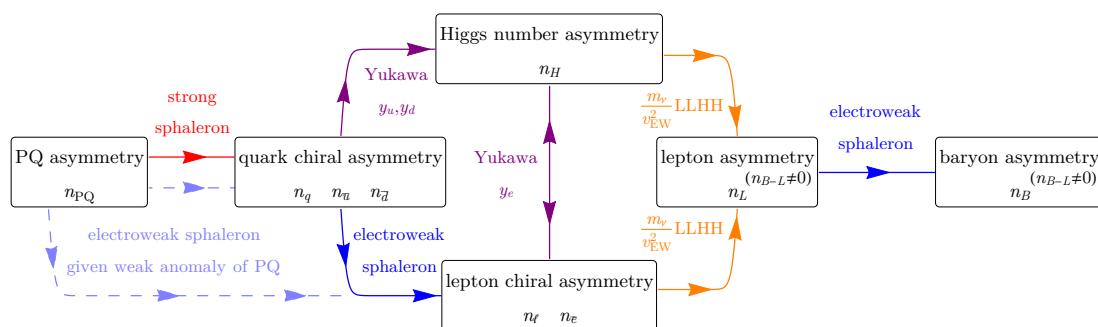 Higgs number asymmetry
n_H
Yukawa
y_u,y_d
m_ν/v²_EW LLHH
strong
sphaleron
electroweak
sphaleron
PQ asymmetry
n_PQ
quark chiral asymmetry
n_q n_ū n_d̄
Yukawa
y_e
lepton asymmetry
(n_{B−L}≠0)
n_L
baryon asymmetry
(n_{B−L}≠0)
n_B
electroweak sphaleron
given weak anomaly of PQ
electroweak
sphaleron
m_ν/v²_EW LLHH
lepton chiral asymmetry
n_ℓ n_ē